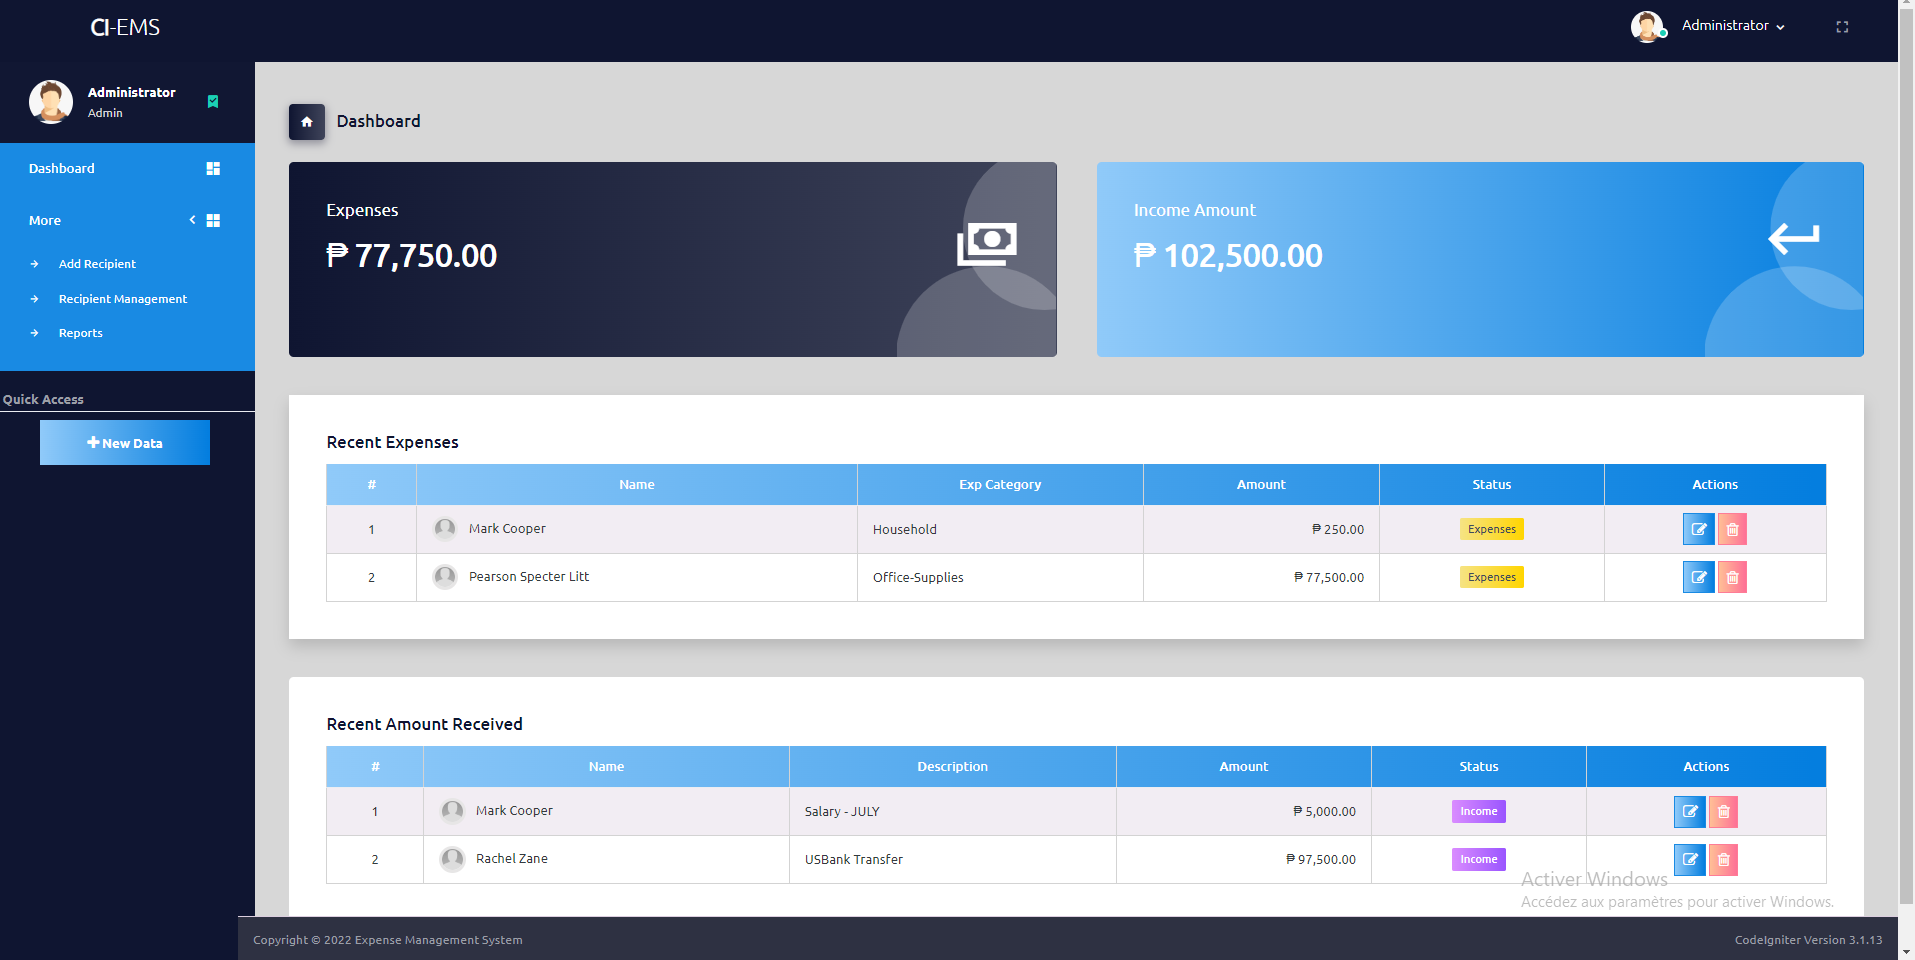 CI-EMS
Administrator
Administrator
Admin
Dashboard
More
Add Recipient
Recipient Management
Reports
Quick Access
New Data
Dashboard
Expenses
₱ 77,750.00
Income Amount
₱ 102,500.00
Recent Expenses
# Name Exp Category Amount Status Actions
1 Mark Cooper Household ₱ 250.00 Expenses
2 Pearson Specter Litt Office-Supplies ₱ 77,500.00 Expenses
Recent Amount Received
# Name Description Amount Status Actions
1 Mark Cooper Salary - JULY ₱ 5,000.00 Income
2 Rachel Zane USBank Transfer ₱ 97,500.00 Income
Activer Windows
Accédez aux paramètres pour activer Windows.
Copyright © 2022 Expense Management System
CodeIgniter Version 3.1.13